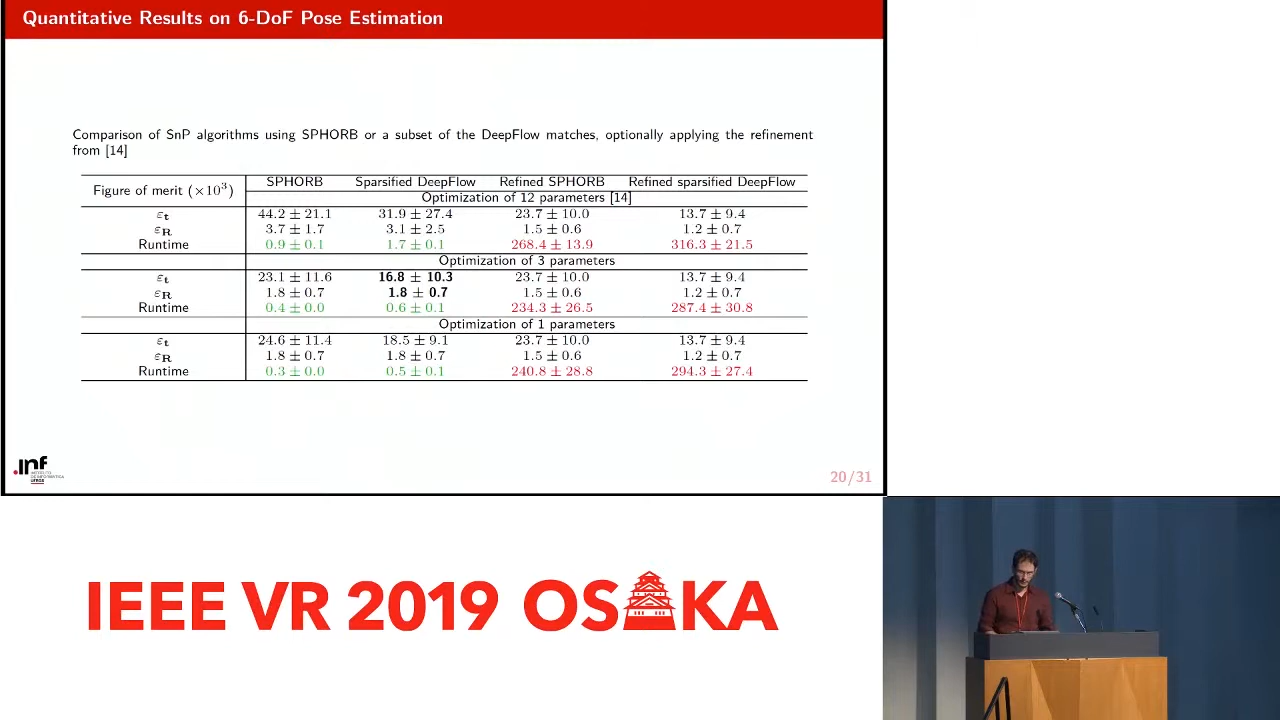 Quantitative Results on 6-DoF Pose Estimation
Comparison of SnP algorithms using SPHORB or a subset of the DeepFlow matches, optionally applying the refinement
from [14]
Figure of merit (×10³) SPHORB Sparsified DeepFlow Refined SPHORB Refined sparsified DeepFlow
Optimization of 12 parameters [14]
εt 44.2 ± 21.1 31.9 ± 27.4 23.7 ± 10.0 13.7 ± 9.4
εR 3.7 ± 1.7 3.1 ± 2.5 1.5 ± 0.6 1.2 ± 0.7
Runtime 0.9 ± 0.1 1.7 ± 0.1 268.4 ± 13.9 316.3 ± 21.5
Optimization of 3 parameters
εt 23.1 ± 11.6 16.8 ± 10.3 23.7 ± 10.0 13.7 ± 9.4
εR 1.8 ± 0.7 1.8 ± 0.7 1.5 ± 0.6 1.2 ± 0.7
Runtime 0.4 ± 0.0 0.6 ± 0.1 234.3 ± 26.5 287.4 ± 30.8
Optimization of 1 parameters
εt 24.6 ± 11.4 18.5 ± 9.1 23.7 ± 10.0 13.7 ± 9.4
εR 1.8 ± 0.7 1.8 ± 0.7 1.5 ± 0.6 1.2 ± 0.7
Runtime 0.3 ± 0.0 0.5 ± 0.1 240.8 ± 28.8 294.3 ± 27.4
.inf
INSTITUTO
DE INFORMÁTICA
UFRGS
20/31
IEEE VR 2019 OSAKA